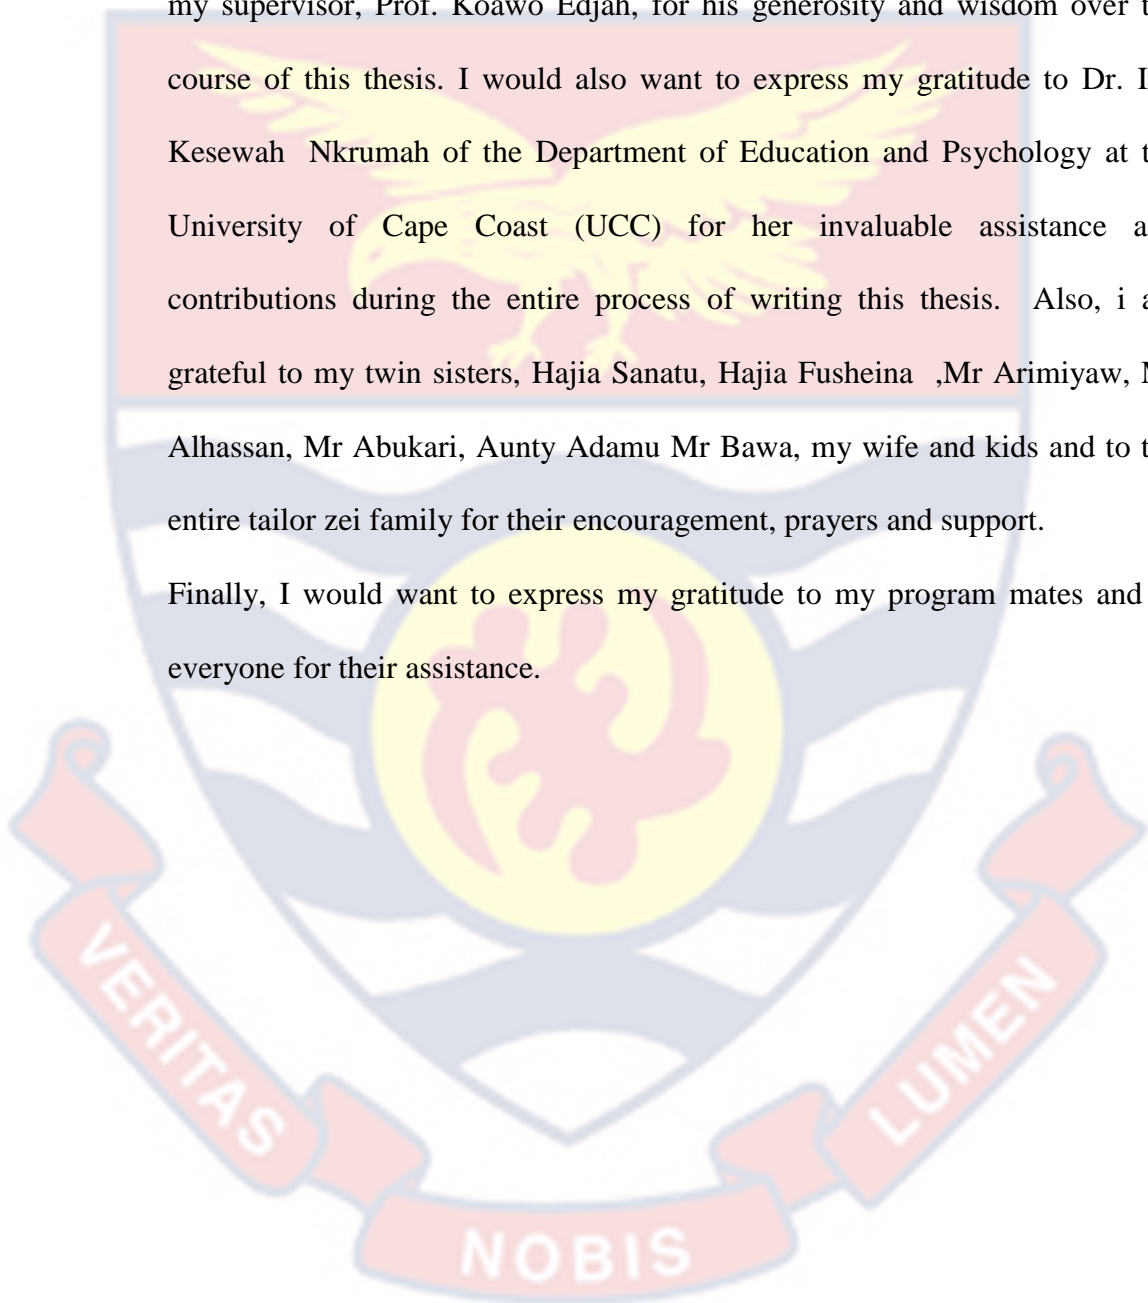 my supervisor, Prof. Koawo Edjah, for his generosity and wisdom over
course of this thesis. I would also want to express my gratitude to Dr.
Kesewah Nkrumah of the Department of Education and Psychology at
University of Cape Coast (UCC) for her invaluable assistance
contributions during the entire process of writing this thesis. Also, i
grateful to my twin sisters, Hajia Sanatu, Hajia Fusheina ,Mr Arimiyaw,
Alhassan, Mr Abukari, Aunty Adamu Mr Bawa, my wife and kids and to
entire tailor zei family for their encouragement, prayers and support.
Finally, I would want to express my gratitude to my program mates and
everyone for their assistance.
VERITAS
NOBIS
LUMEN